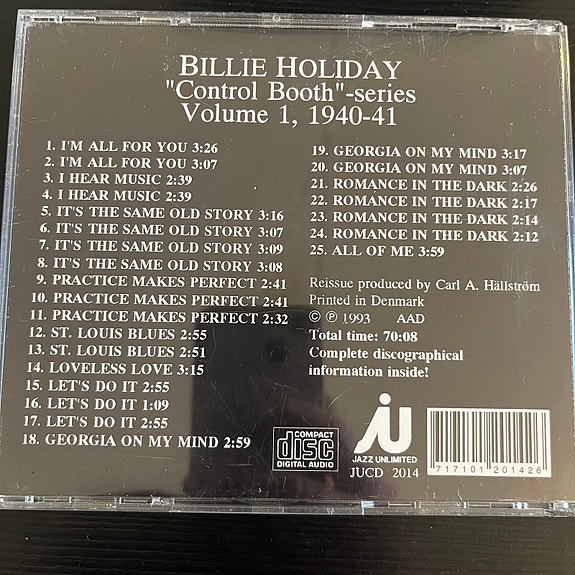 BILLIE HOLIDAY
"Control Booth"-series
Volume 1, 1940-41
1. I'M ALL FOR YOU 3:26
2. I'M ALL FOR YOU 3:07
3. I HEAR MUSIC 2:39
4. I HEAR MUSIC 2:39
5. IT'S THE SAME OLD STORY 3:16
6. IT'S THE SAME OLD STORY 3:07
7. IT'S THE SAME OLD STORY 3:09
8. IT'S THE SAME OLD STORY 3:08
9. PRACTICE MAKES PERFECT 2:41
10. PRACTICE MAKES PERFECT 2:41
11. PRACTICE MAKES PERFECT 2:32
12. ST. LOUIS BLUES 2:55
13. ST. LOUIS BLUES 2:51
14. LOVELESS LOVE 3:15
15. LET'S DO IT 2:55
16. LET'S DO IT 1:09
17. LET'S DO IT 2:55
18. GEORGIA ON MY MIND 2:59
19. GEORGIA ON MY MIND 3:17
20. GEORGIA ON MY MIND 3:07
21. ROMANCE IN THE DARK 2:26
22. ROMANCE IN THE DARK 2:17
23. ROMANCE IN THE DARK 2:14
24. ROMANCE IN THE DARK 2:12
25. ALL OF ME 3:59
Reissue produced by Carl A. Hällström
Printed in Denmark
© ℗ 1993 AAD
Total time: 70:08
Complete discographical
information inside!
COMPACT
disc
DIGITAL AUDIO
JU
JAZZ UNLIMITED
JUCD 2014
717101201426